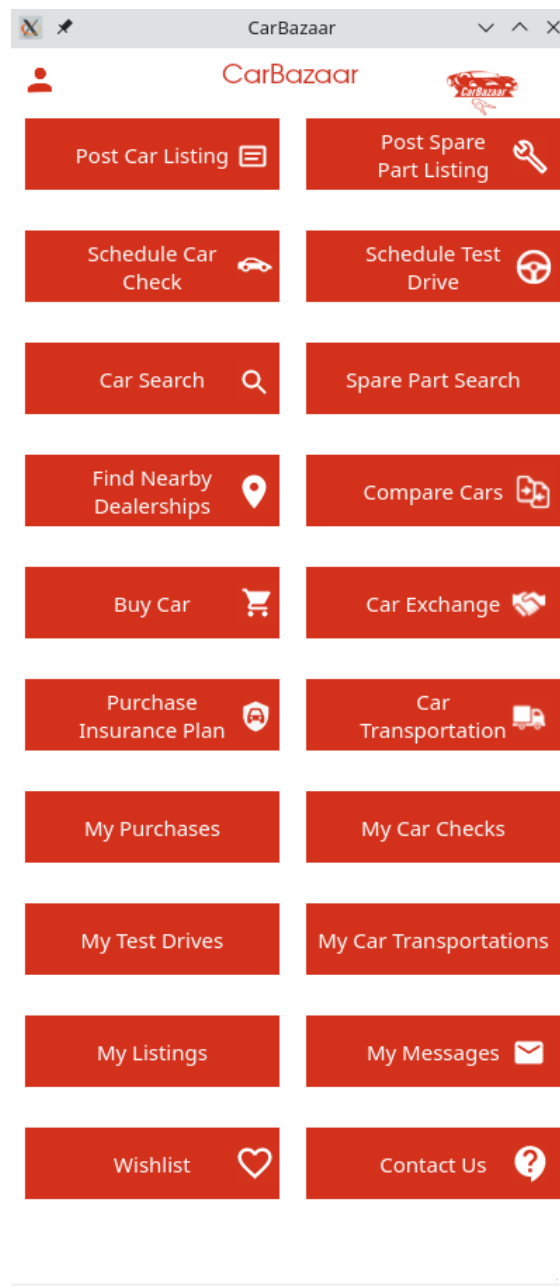 CarBazaar
CarBazaar
CarBazaar
Post Car Listing
Post Spare
Part Listing
Schedule Car
Check
Schedule Test
Drive
Car Search
Spare Part Search
Find Nearby
Dealerships
Compare Cars
Buy Car
Car Exchange
Purchase
Insurance Plan
Car
Transportation
My Purchases
My Car Checks
My Test Drives
My Car Transportations
My Listings
My Messages
Wishlist
Contact Us